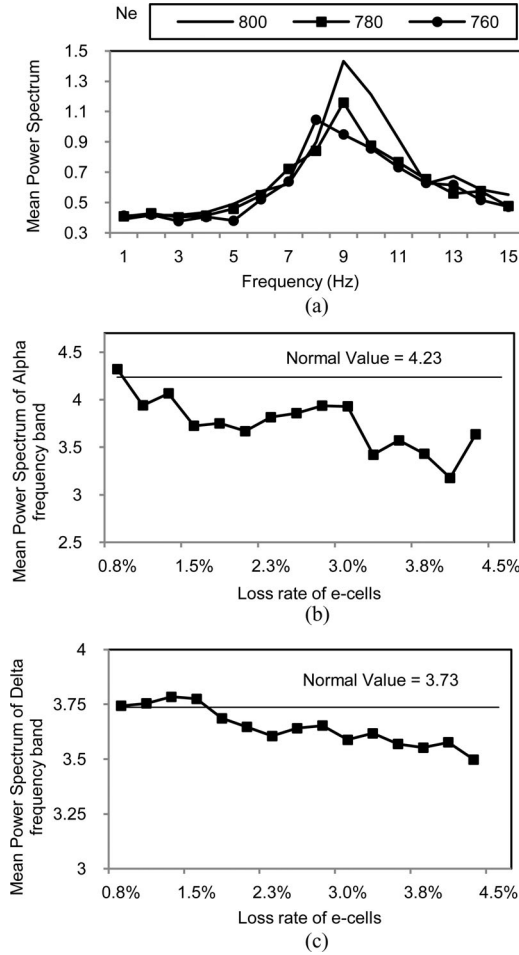 Ne
800 780 760
Mean Power Spectrum
1.5
1.3
1.1
0.9
0.7
0.5
0.3
1 3 5 7 9 11 13 15
Frequency (Hz)
(a)
Mean Power Spectrum of Alpha
frequency band
4.5
4
3.5
3
2.5
Normal Value = 4.23
0.8% 1.5% 2.3% 3.0% 3.8% 4.5%
Loss rate of e-cells
(b)
Mean Power Spectrum of Delta
frequency band
4
3.75
3.5
3.25
3
Normal Value = 3.73
0.8% 1.5% 2.3% 3.0% 3.8% 4.5%
Loss rate of e-cells
(c)